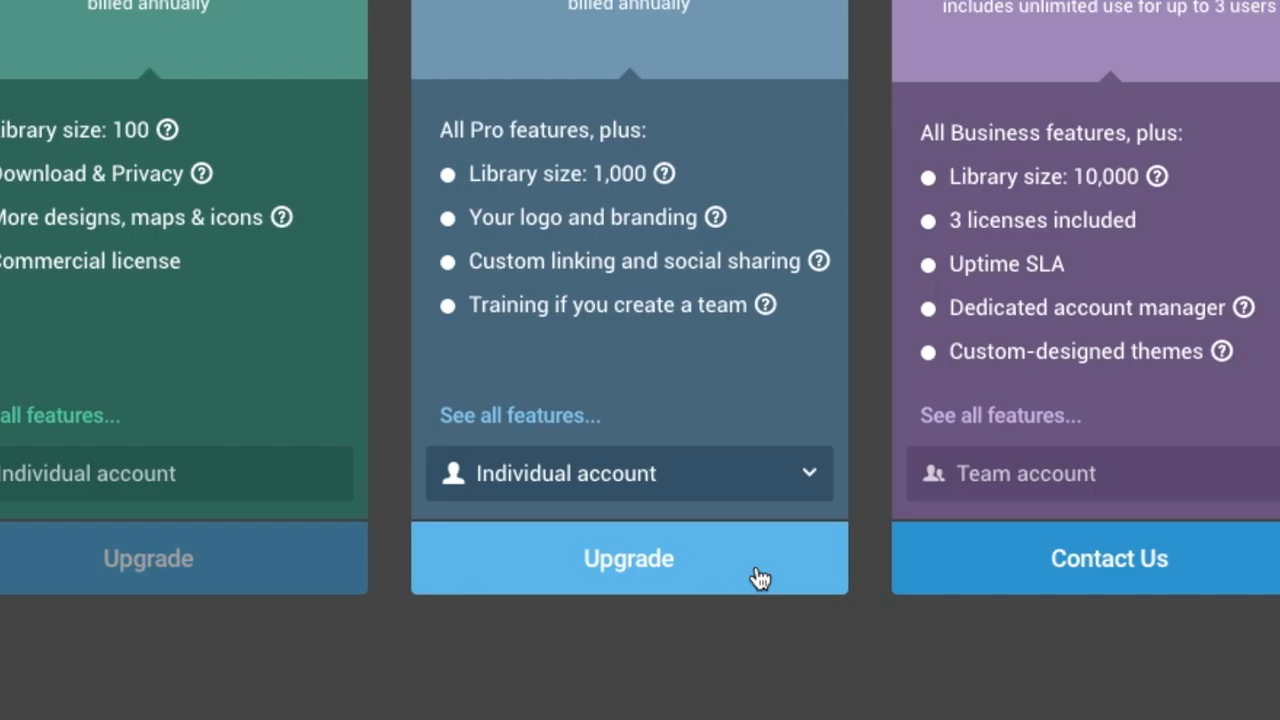 billed annually
ibrary size: 100
ownload & Privacy
More designs, maps & icons
ommercial license
all features...
Individual account
Upgrade
billed annually
All Pro features, plus:
Library size: 1,000
Your logo and branding
Custom linking and social sharing
Training if you create a team
See all features...
Individual account
Upgrade
includes unlimited use for up to 3 users
All Business features, plus:
Library size: 10,000
3 licenses included
Uptime SLA
Dedicated account manager
Custom-designed themes
See all features...
Team account
Contact Us